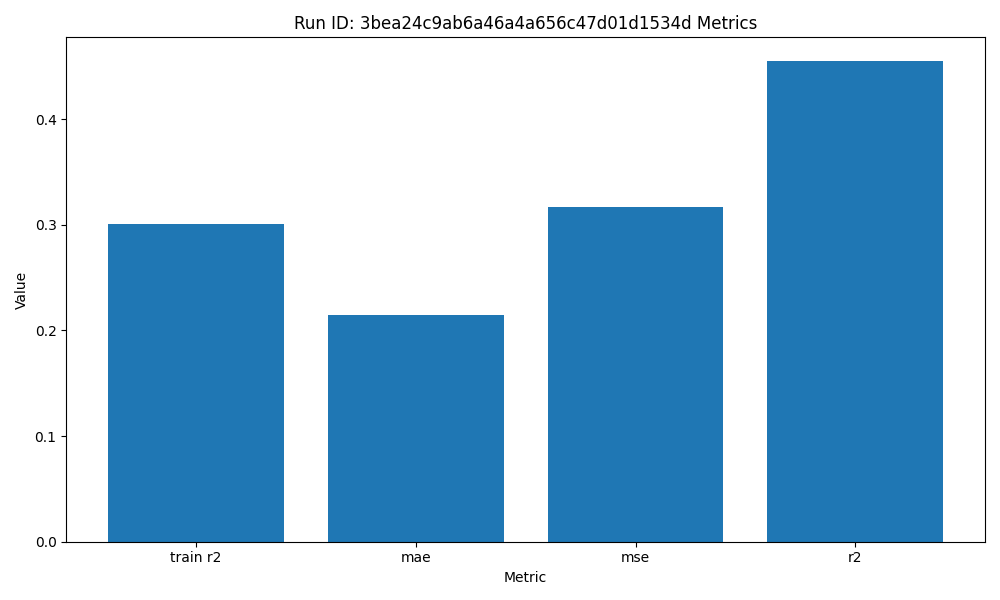 Run ID: 3bea24c9ab6a46a4a656c47d01d1534d Metrics
Value
0.4
0.3
0.2
0.1
0.0
train r2
mae
mse
r2
Metric